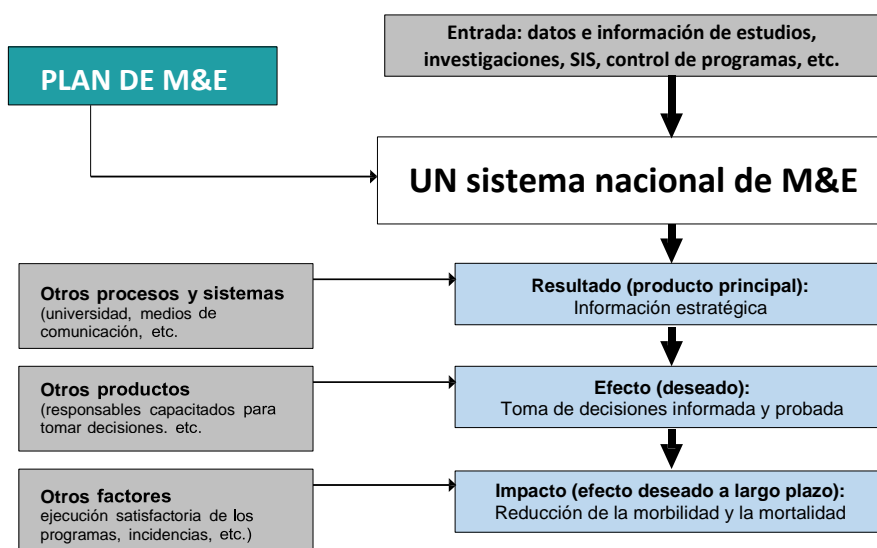 Entrada: datos e información de estudios,
investigaciones, SIS, control de programas, etc.
PLAN DE M&E
UN sistema nacional de M&E
Otros procesos y sistemas
(universidad, medios de
comunicación, etc.
Resultado (producto principal):
Información estratégica
Otros productos
(responsables capacitados para
tomar decisiones. etc.
Efecto (deseado):
Toma de decisiones informada y probada
Otros factores
ejecución satisfactoria de los
programas, incidencias, etc.)
Impacto (efecto deseado a largo plazo):
Reducción de la morbilidad y la mortalidad